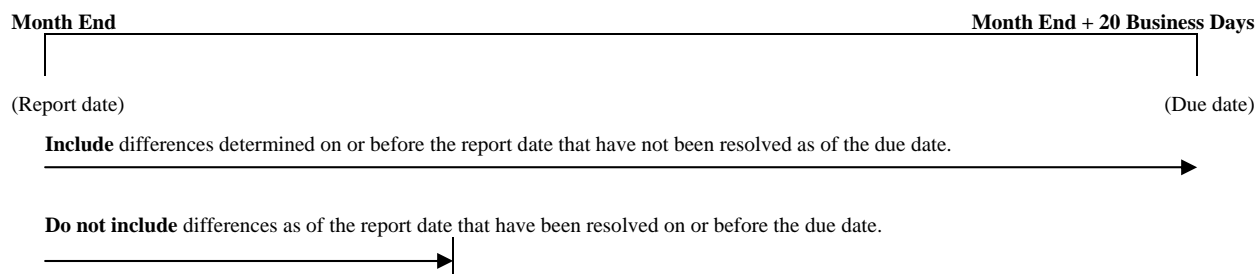 Month End Month End + 20 Business Days
(Report date) (Due date)
Include differences determined on or before the report date that have not been resolved as of the due date.
Do not include differences as of the report date that have been resolved on or before the due date.